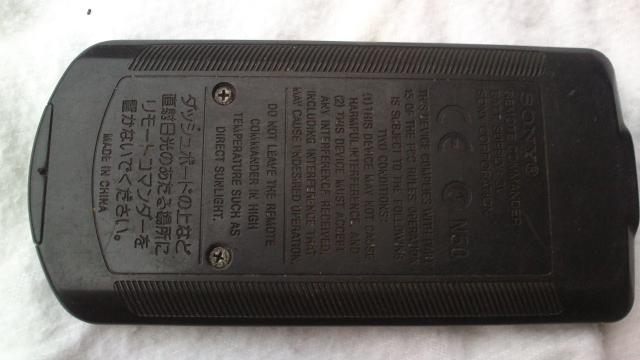 SONY®
REMOTE COMMANDER
SONY CORPORATION
N50
THIS DEVICE COMPLIES WITH PART
15 OF THE FCC RULES. OPERATION
IS SUBJECT TO THE FOLLOWING
TWO CONDITIONS:
(1) THIS DEVICE MAY NOT CAUSE
HARMFUL INTERFERENCE, AND
(2) THIS DEVICE MUST ACCEPT
ANY INTERFERENCE RECEIVED,
INCLUDING INTERFERENCE THAT
MAY CAUSE UNDESIRED OPERATION.
DO NOT LEAVE THE REMOTE
COMMANDER IN HIGH
TEMPERATURE SUCH AS
DIRECT SUNLIGHT.
ダッシュボードの上など
直射日光のあたる場所に
リモートコマンダーを
置かないでください。
MADE IN CHINA